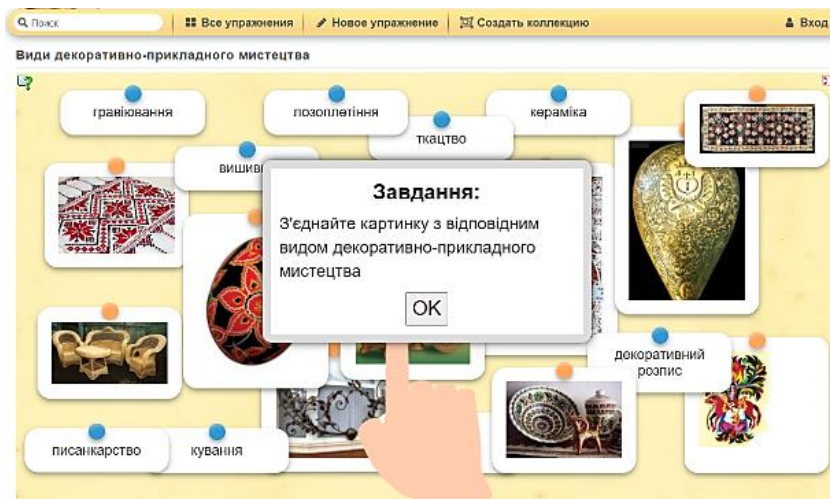 Поиск
Все упражнения
Новое упражнение
Создать коллекцию
Вход
Види декоративно-прикладного мистецтва
гравіювання
лозоплетіння
кераміка
ткацтво
Завдання:
З'єднайте картинку з відповідним
видом декоративно-прикладного
мистецтва
OK
декоративний
розпис
писанкарство
кування